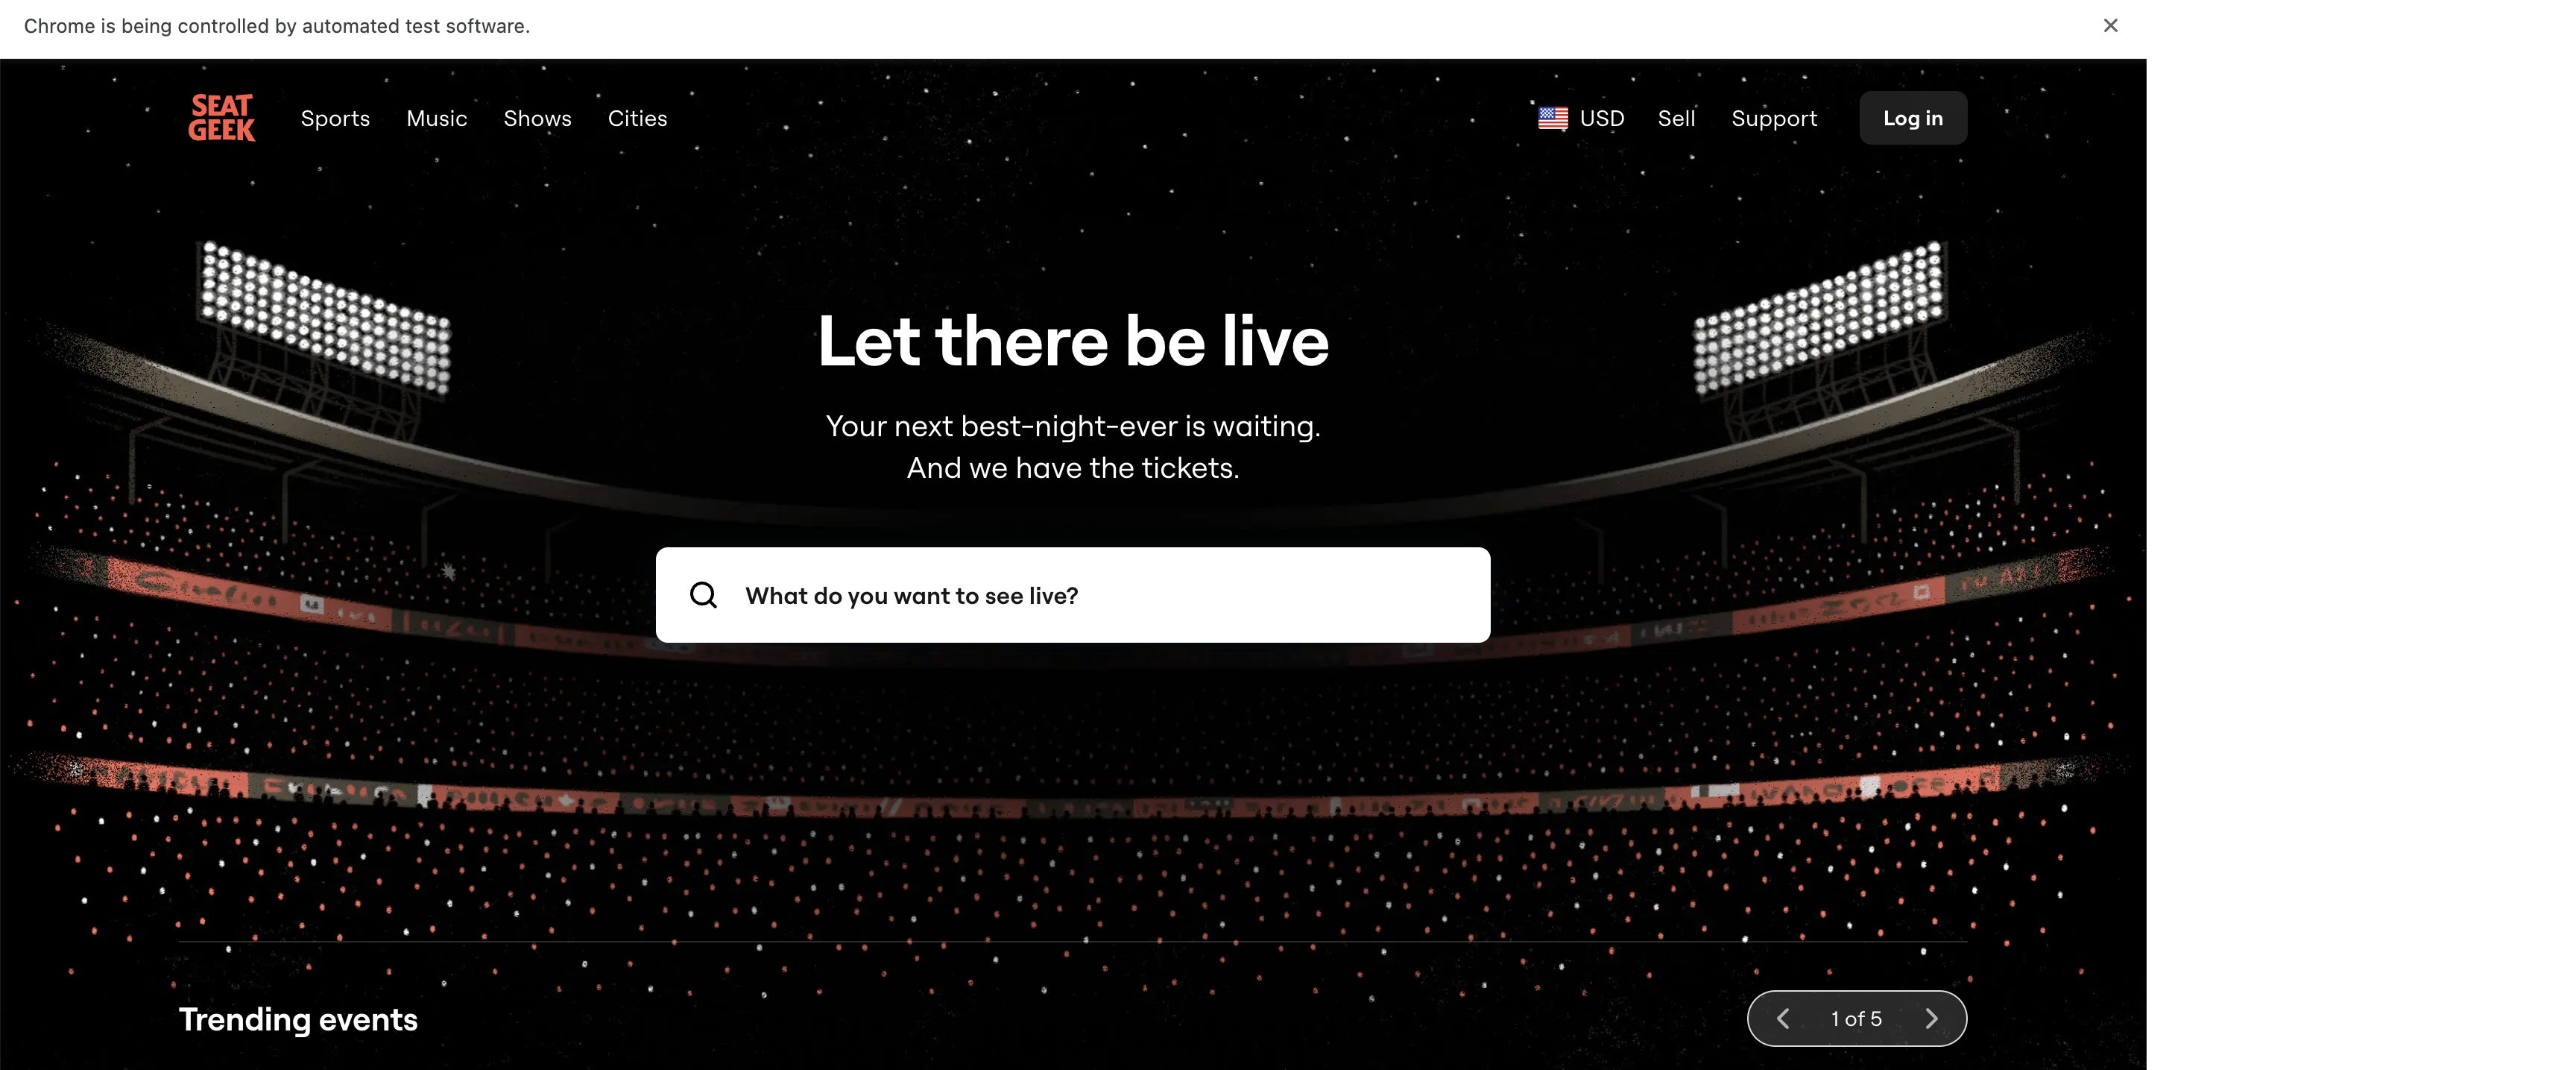 Chrome is being controlled by automated test software.
SEAT
GEEK
Sports Music Shows Cities
USD Sell Support Log in
Let there be live
Your next best-night-ever is waiting.
And we have the tickets.
What do you want to see live?
Trending events
1 of 5